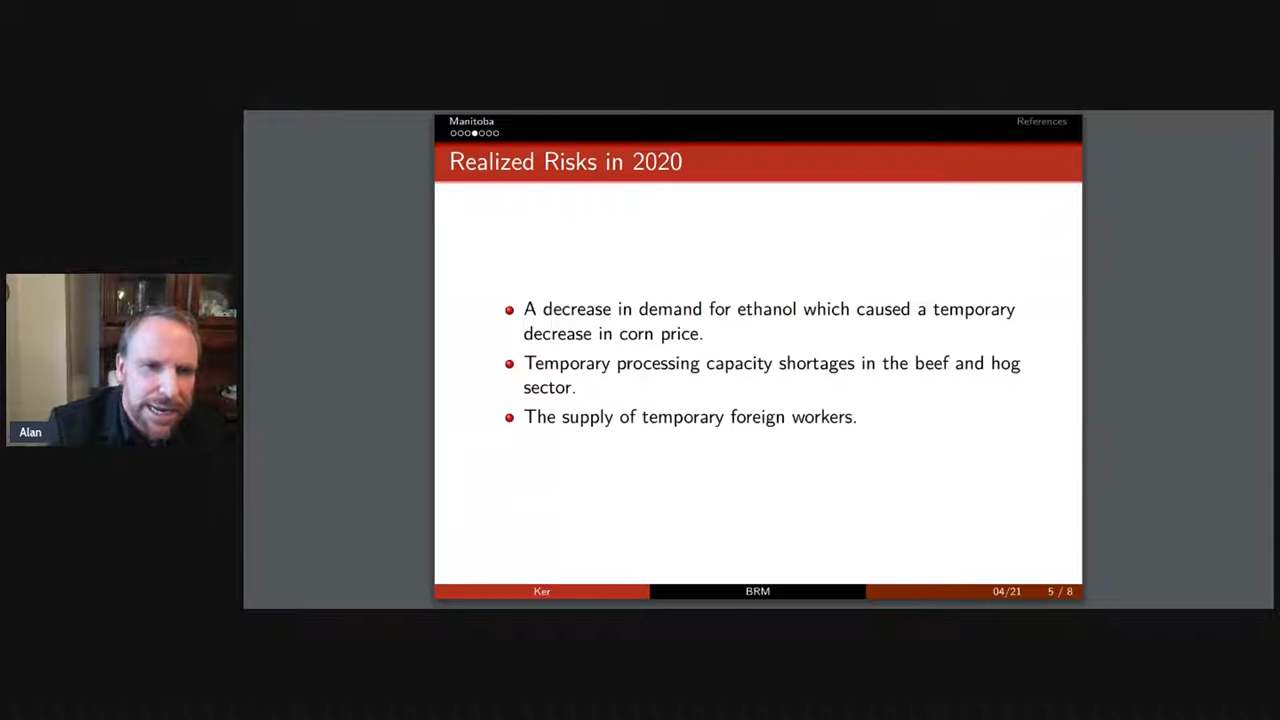 Manitoba
References
Realized Risks in 2020
A decrease in demand for ethanol which caused a temporary
decrease in corn price.
Temporary processing capacity shortages in the beef and hog
sector.
The supply of temporary foreign workers.
Alan
Ker
BRM
04/21
5 / 8